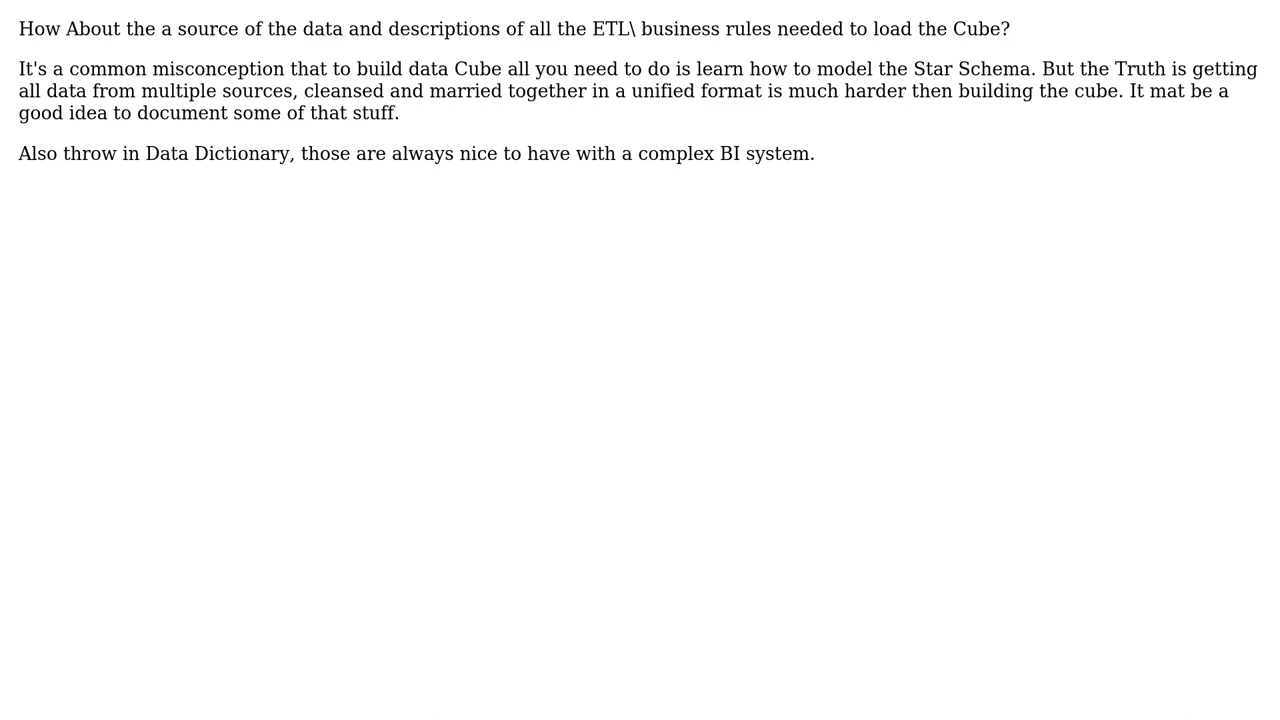 How About the a source of the data and descriptions of all the ETL\ business rules needed to load the Cube?
It's a common misconception that to build data Cube all you need to do is learn how to model the Star Schema. But the Truth is getting
all data from multiple sources, cleansed and married together in a unified format is much harder then building the cube. It mat be a
good idea to document some of that stuff.
Also throw in Data Dictionary, those are always nice to have with a complex BI system.